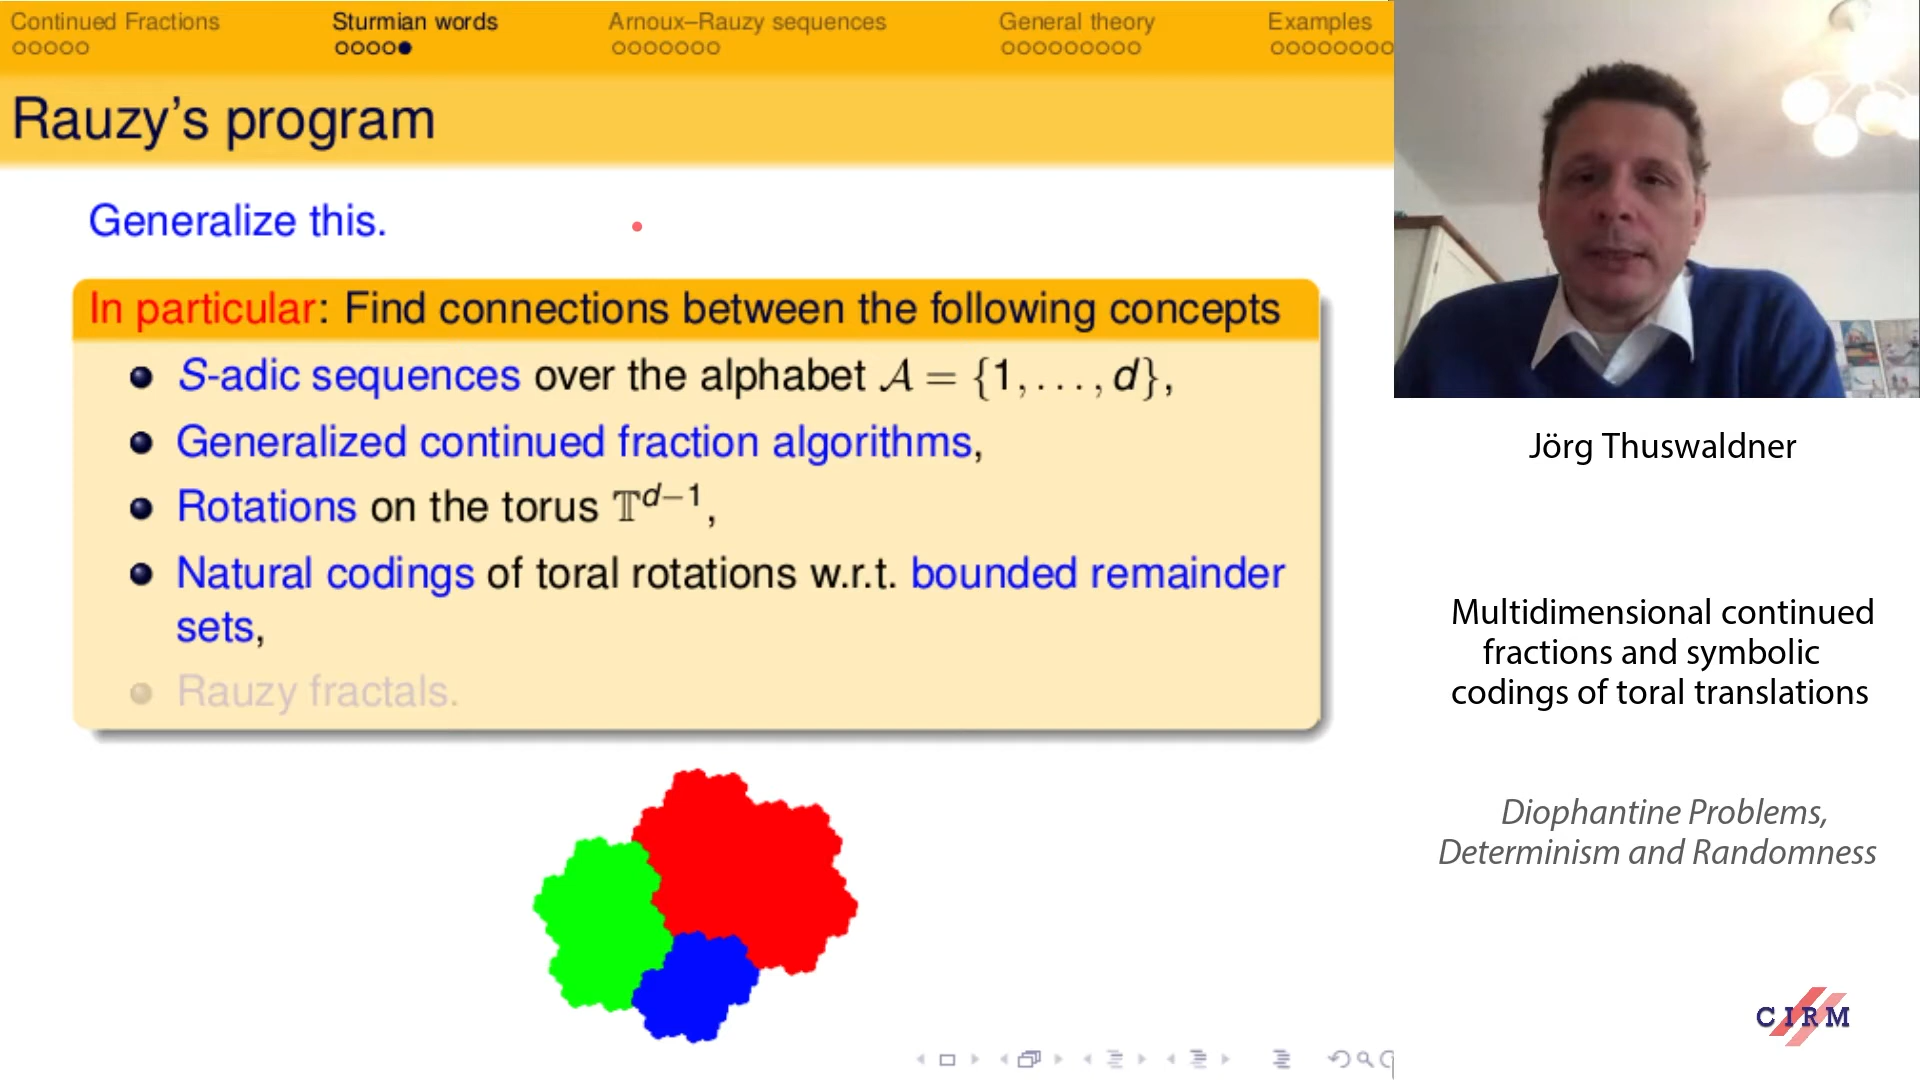 Continued Fractions Sturmian words Arnoux–Rauzy sequences General theory Examples
Rauzy's program
Generalize this.
In particular: Find connections between the following concepts
S-adic sequences over the alphabet 𝒜 = {1, . . . , d},
Generalized continued fraction algorithms,
Rotations on the torus 𝕋^{d−1},
Natural codings of toral rotations w.r.t. bounded remainder
sets,
Rauzy fractals.
Jörg Thuswaldner
Multidimensional continued
fractions and symbolic
codings of toral translations
Diophantine Problems,
Determinism and Randomness
CIRM